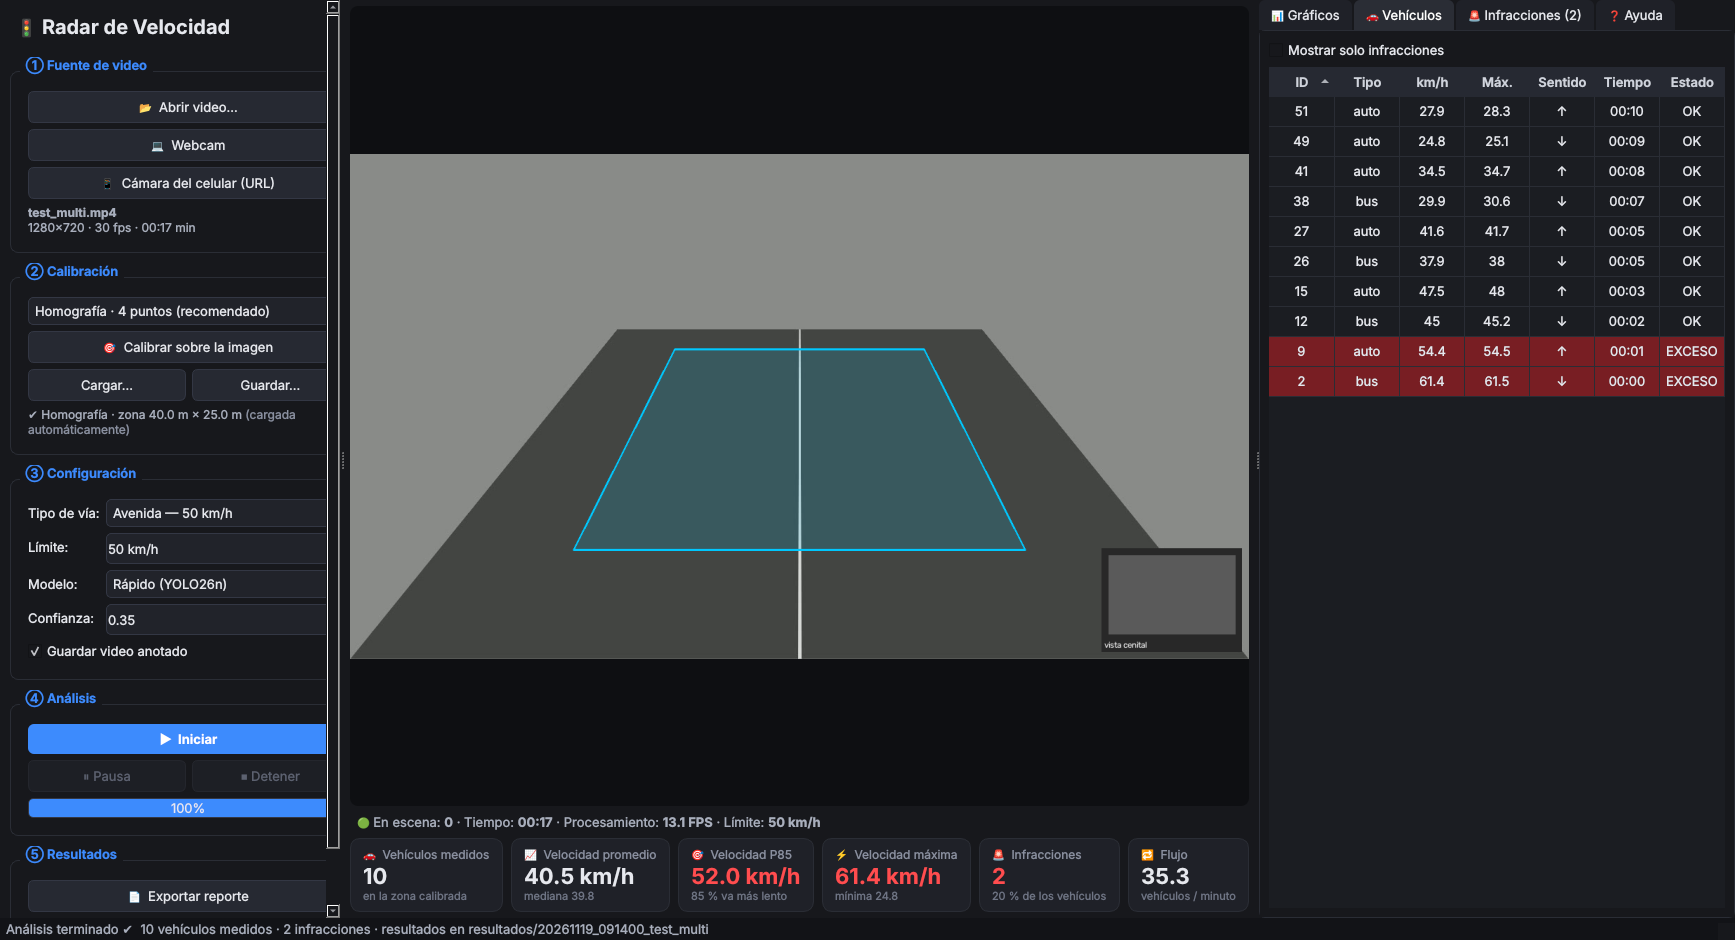 Radar de Velocidad
① Fuente de video
Abrir video...
Webcam
Cámara del celular (URL)
test_multi.mp4
1280×720 · 30 fps · 00:17 min
② Calibración
Homografía · 4 puntos (recomendado)
Calibrar sobre la imagen
Cargar... Guardar...
✔ Homografía · zona 40.0 m × 25.0 m (cargada
automáticamente)
③ Configuración
Tipo de vía: Avenida — 50 km/h
Límite: 50 km/h
Modelo: Rápido (YOLO26n)
Confianza: 0.35
✓ Guardar video anotado
④ Análisis
▶ Iniciar
⏸ Pausa ⏹ Detener
100%
⑤ Resultados
Exportar reporte
vista cenital
En escena: 0 · Tiempo: 00:17 · Procesamiento: 13.1 FPS · Límite: 50 km/h
Vehículos medidos
10
en la zona calibrada
Velocidad promedio
40.5 km/h
mediana 39.8
Velocidad P85
52.0 km/h
85 % va más lento
Velocidad máxima
61.4 km/h
mínima 24.8
Infracciones
2
20 % de los vehículos
Flujo
35.3
vehículos / minuto
Gráficos Vehículos Infracciones (2) Ayuda
Mostrar solo infracciones
ID Tipo km/h Máx. Sentido Tiempo Estado
51 auto 27.9 28.3 ↑ 00:10 OK
49 auto 24.8 25.1 ↓ 00:09 OK
41 auto 34.5 34.7 ↑ 00:08 OK
38 bus 29.9 30.6 ↓ 00:07 OK
27 auto 41.6 41.7 ↑ 00:05 OK
26 bus 37.9 38 ↓ 00:05 OK
15 auto 47.5 48 ↑ 00:03 OK
12 bus 45 45.2 ↓ 00:02 OK
9 auto 54.4 54.5 ↑ 00:01 EXCESO
2 bus 61.4 61.5 ↓ 00:00 EXCESO
Análisis terminado ✔ 10 vehículos medidos · 2 infracciones · resultados en resultados/20261119_091400_test_multi